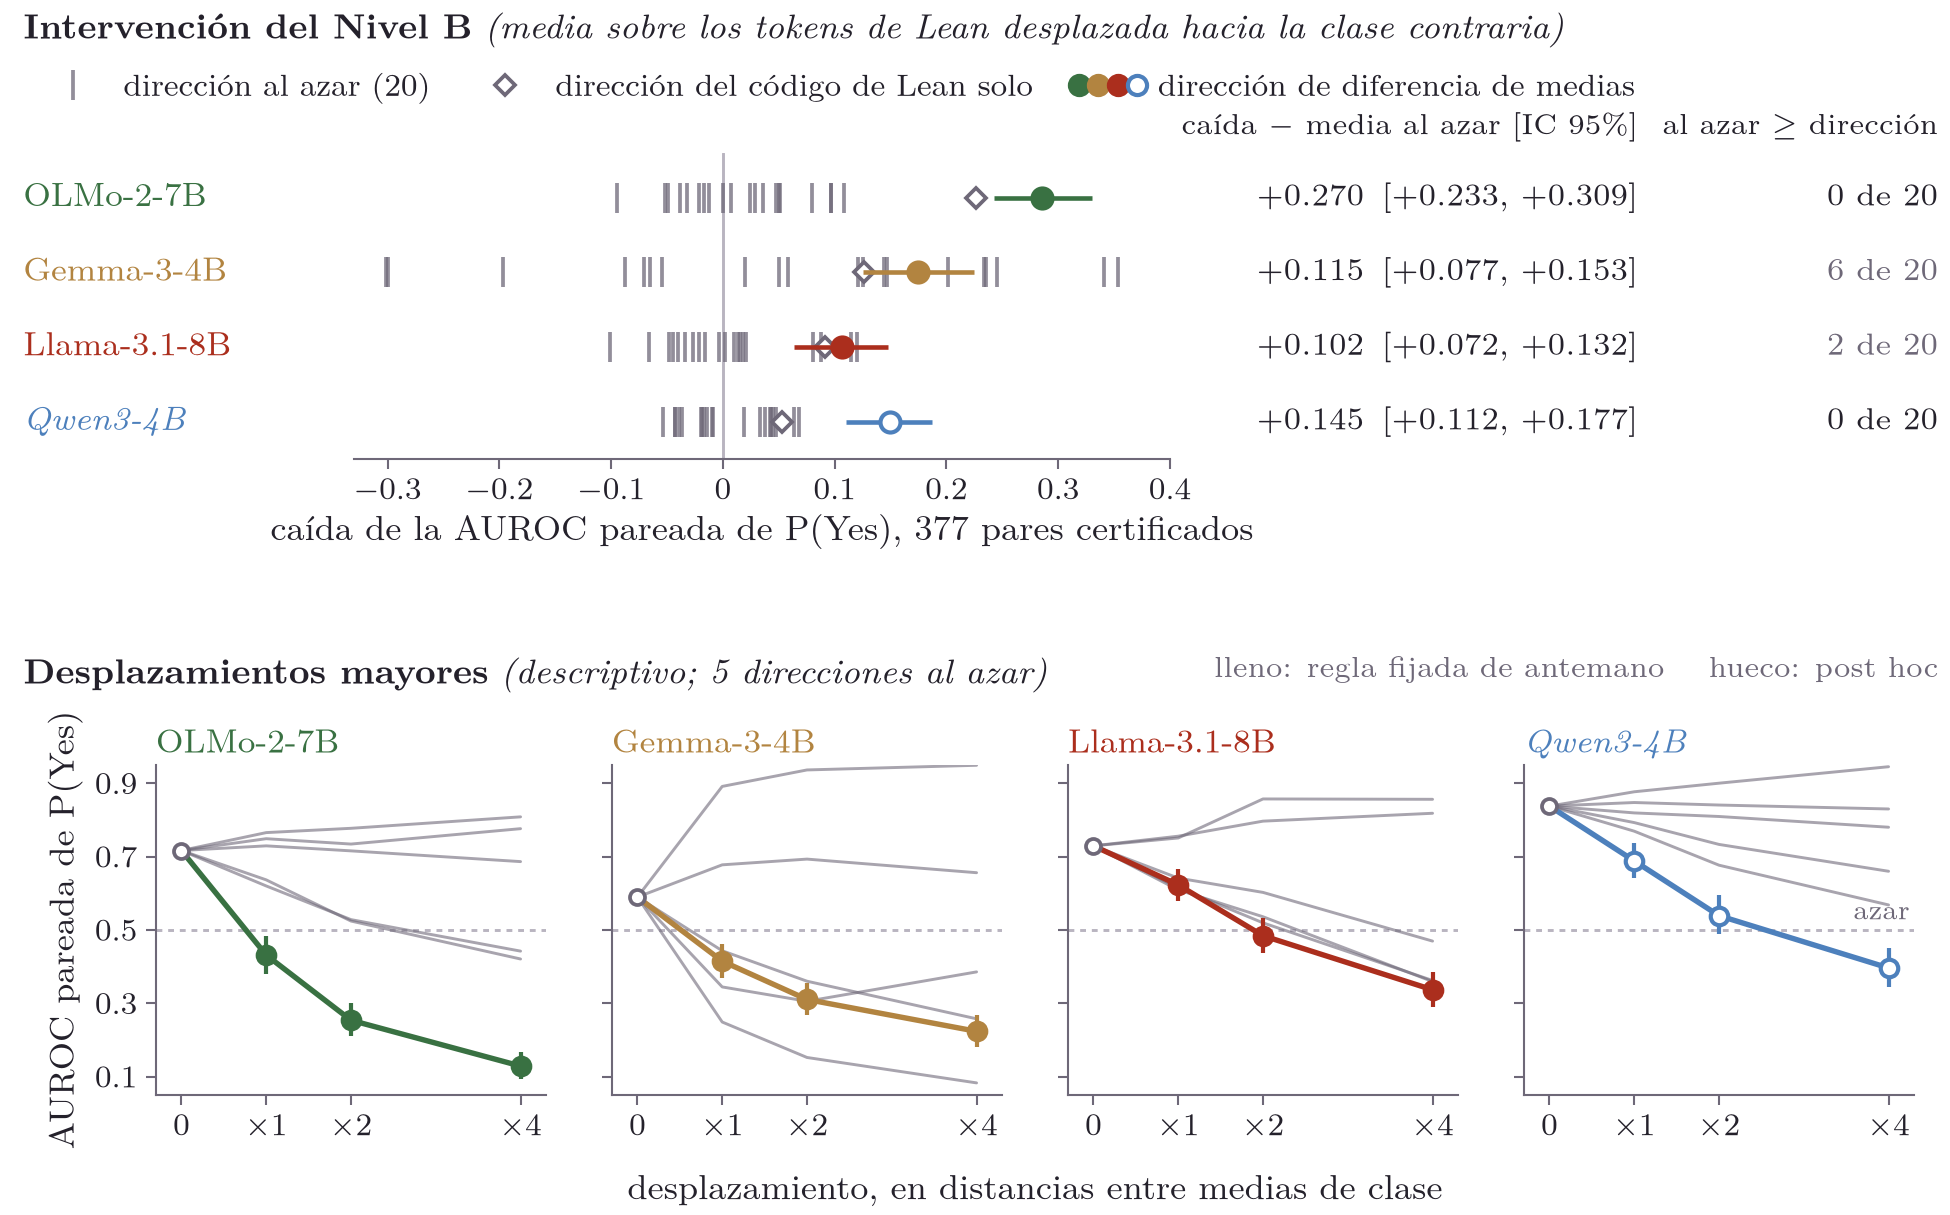 Intervención del Nivel B (media sobre los tokens de Lean desplazada hacia la clase contraria)
dirección al azar (20) dirección del código de Lean solo dirección de diferencia de medias
caída − media al azar [IC 95%] al azar ≥ dirección
OLMo-2-7B +0.270 [+0.233, +0.309] 0 de 20
Gemma-3-4B +0.115 [+0.077, +0.153] 6 de 20
Llama-3.1-8B +0.102 [+0.072, +0.132] 2 de 20
Qwen3-4B +0.145 [+0.112, +0.177] 0 de 20
−0.3 −0.2 −0.1 0 0.1 0.2 0.3 0.4
caída de la AUROC pareada de P(Yes), 377 pares certificados
Desplazamientos mayores (descriptivo; 5 direcciones al azar) lleno: regla fijada de antemano hueco: post hoc
AUROC pareada de P(Yes)
OLMo-2-7B Gemma-3-4B Llama-3.1-8B Qwen3-4B
0.9
0.7
0.5
0.3
0.1
azar
0 ×1 ×2 ×4 0 ×1 ×2 ×4 0 ×1 ×2 ×4 0 ×1 ×2 ×4
desplazamiento, en distancias entre medias de clase